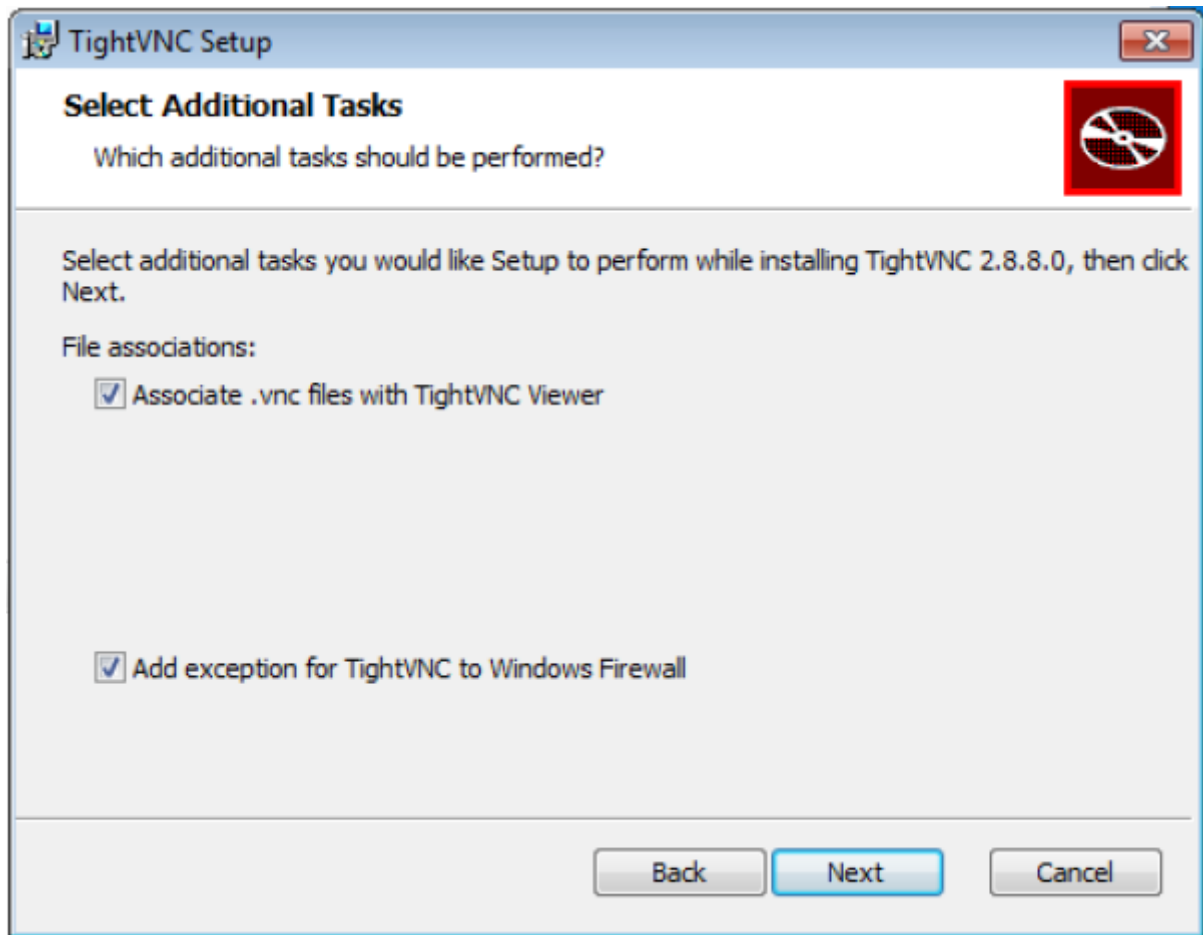 TightVNC Setup
Select Additional Tasks
Which additional tasks should be performed?
Select additional tasks you would like Setup to perform while installing TightVNC 2.8.8.0, then click
Next.
File associations:
Associate .vnc files with TightVNC Viewer
Add exception for TightVNC to Windows Firewall
Back Next Cancel